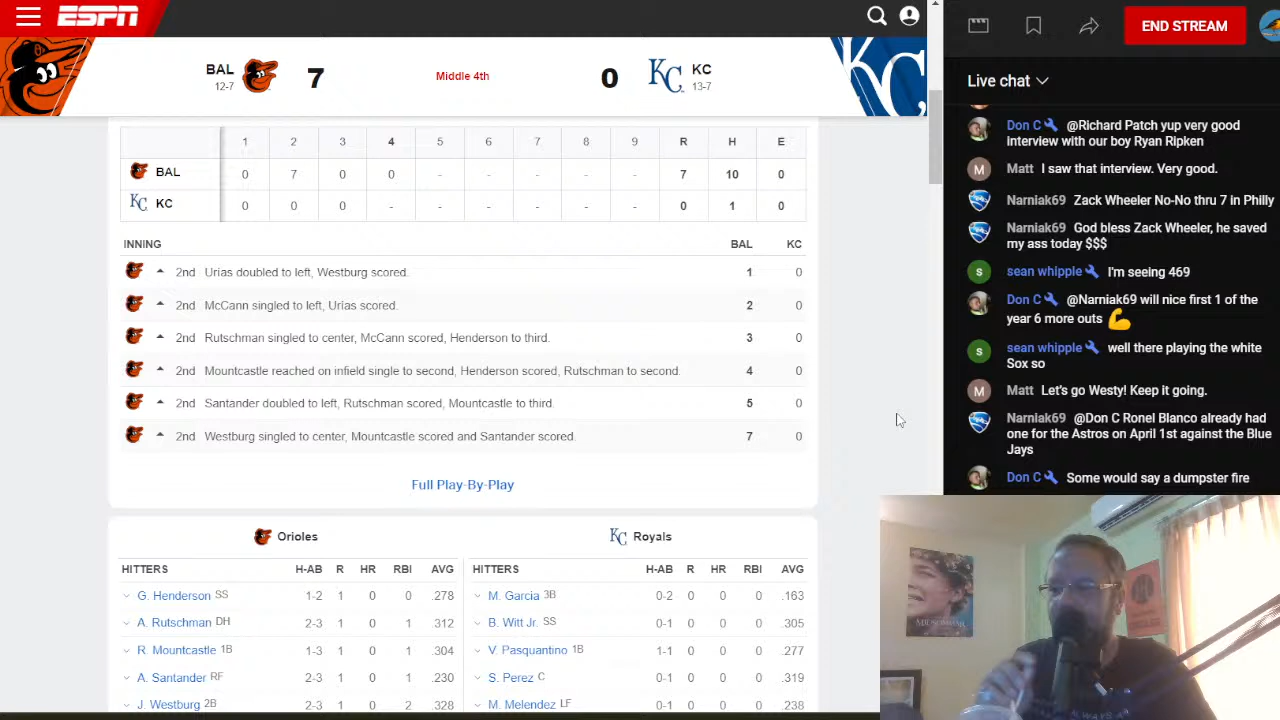 ESPN
END STREAM
BAL
12-7
7
Middle 4th
0
KC
KC
13-7
KC
Live chat
1 2 3 4 5 6 7 8 9 R H E
BAL 0 7 0 0 - - - - - 7 10 0
KC KC 0 0 0 - - - - - - 0 1 0
INNING BAL KC
2nd Urías doubled to left, Westburg scored. 1 0
2nd McCann singled to left, Urías scored. 2 0
2nd Rutschman singled to center, McCann scored, Henderson to third. 3 0
2nd Mountcastle reached on infield single to second, Henderson scored, Rutschman to second. 4 0
2nd Santander doubled to left, Rutschman scored, Mountcastle to third. 5 0
2nd Westburg singled to center, Mountcastle scored and Santander scored. 7 0
Full Play-By-Play
Orioles
HITTERS H-AB R HR RBI AVG
G. Henderson SS 1-2 1 0 0 .278
A. Rutschman DH 2-3 1 0 1 .312
R. Mountcastle 1B 1-3 1 0 1 .304
A. Santander RF 2-3 1 0 1 .230
J. Westburg 2B 2-3 1 0 2 .328
KC Royals
HITTERS H-AB R HR RBI AVG
M. Garcia 3B 0-2 0 0 0 .163
B. Witt Jr. SS 0-1 0 0 0 .305
V. Pasquantino 1B 1-1 0 0 0 .277
S. Perez C 0-1 0 0 0 .319
M. Melendez LF 0-1 0 0 0 .238
Don C @Richard Patch yup very good
interview with our boy Ryan Ripken
M Matt I saw that interview. Very good.
Narniak69 Zack Wheeler No-No thru 7 in Philly
Narniak69 God bless Zack Wheeler, he saved
my ass today $$$
s sean whipple I'm seeing 469
Don C @Narniak69 will nice first 1 of the
year 6 more outs
s sean whipple well there playing the white
Sox so
M Matt Let's go Westy! Keep it going.
Narniak69 @Don C Ronel Blanco already had
one for the Astros on April 1st against the Blue
Jays
Don C Some would say a dumpster fire
MIDSOMMAR